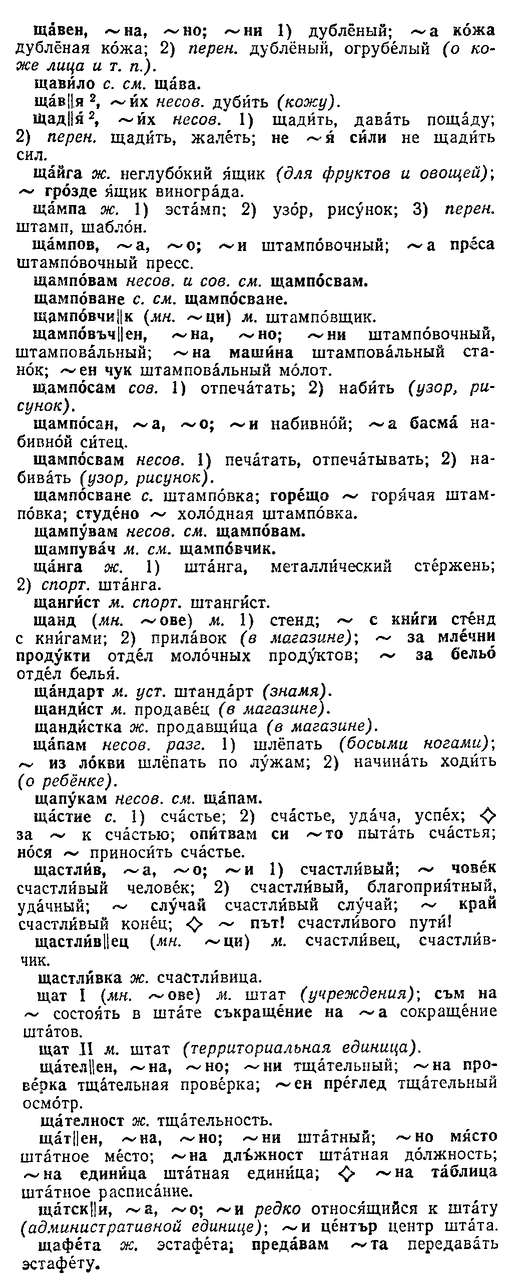 ща́вен, ~на, ~но; ~ни 1) дублёный; ~а ко́жа
дублёная ко́жа; 2) перен. дублёный, огрубе́лый (о ко-
же лица и т. п.).
щави́ло с. см. ща́ва.
ща́в||я², ~их несов. дуби́ть (кожу).
щад||я́², ~и́х несов. 1) щади́ть, дава́ть поща́ду;
2) перен. щади́ть, жале́ть; не ~я́ си́ли не щади́ть
сил.
ща́йга ж. неглубо́кий я́щик (для фруктов и овощей);
~ гро́зде я́щик виногра́да.
ща́мпа ж. 1) эста́мп; 2) узо́р, рису́нок; 3) перен.
штамп, шабло́н.
ща́мпов, ~а, ~о; ~и штампо́вочный; ~а пре́са
штампо́вочный пресс.
щампо́вам несов. и сов. см. щампо́свам.
щампо́ване с. см. щампо́сване.
щампо́вчи||к (мн. ~ци) м. штампо́вщик.
щампо́въч||ен, ~на, ~но; ~ни штампо́вочный,
штампова́льный; ~на маши́на штампова́льный ста-
но́к; ~ен чук штампова́льный мо́лот.
щампо́сам сов. 1) отпеча́тать; 2) наби́ть (узор, ри-
сунок).
щампо́сан, ~а, ~о; ~и набивно́й; ~а басма́ на-
бивно́й си́тец.
щампо́свам несов. 1) печа́тать, отпеча́тывать; 2) на-
бива́ть (узор, рисунок).
щампо́сване с. штампо́вка; горе́що ~ горя́чая штам-
по́вка; студе́но ~ холо́дная штампо́вка.
щампу́вам несов. см. щампо́вам.
щампува́ч м. см. щампо́вчик.
ща́нга ж. 1) шта́нга, металли́ческий сте́ржень;
2) спорт. шта́нга.
щанги́ст м. спорт. штанги́ст.
щанд (мн. ~ове) м. 1) стенд; ~ с кни́ги стенд
с кни́гами; 2) прила́вок (в магазине); ~ за мле́чни
проду́кти отде́л моло́чных проду́ктов; ~ за бельо́
отде́л белья́.
ща́ндарт м. уст. штанда́рт (знамя).
щанди́ст м. продаве́ц (в магазине).
щанди́стка ж. продавщи́ца (в магазине).
ща́пам несов. разг. 1) шлёпать (босыми ногами);
~ из ло́кви шлёпать по лу́жам; 2) начина́ть ходи́ть
(о ребёнке).
щапу́кам несов. см. ща́пам.
ща́стие с. 1) сча́стье; 2) сча́стье, уда́ча, успе́х; ◇
за ~ к сча́стью; опи́твам си ~то пыта́ть сча́стья;
но́ся ~ приноси́ть сча́стье.
щастли́в, ~а, ~о; ~и 1) счастли́вый; ~ чове́к
счастли́вый челове́к; 2) счастли́вый, благоприя́тный,
уда́чный; ~ слу́чай счастли́вый слу́чай; ~ край
счастли́вый коне́ц; ◇ ~ път! счастли́вого пути́!
щастли́в||ец (мн. ~ци) м. счастли́вец, счастли́в-
чик.
щастли́вка ж. счастли́вица.
щат I (мн. ~ове) м. штат (учреждения); съм на
~ состоя́ть в шта́те съкраще́ние на ~а сокраще́ние
шта́тов.
щат II м. штат (территориальная единица).
ща́тел||ен, ~на, ~но; ~ни тща́тельный; ~на про-
ве́рка тща́тельная прове́рка; ~ен пре́глед тща́тельный
осмо́тр.
ща́телност ж. тща́тельность.
ща́т||ен, ~на, ~но; ~ни шта́тный; ~но мя́сто
шта́тное ме́сто; ~на длъ́жност шта́тная до́лжность;
~на едини́ца шта́тная едини́ца; ◇ ~на та́блица
шта́тное расписа́ние.
ща́тск||и, ~а, ~о; ~и редко относя́щийся к шта́ту
(административной единице); ~и це́нтър центр шта́та.
щафе́та ж. эстафе́та; преда́вам ~та передава́ть
эстафе́ту.